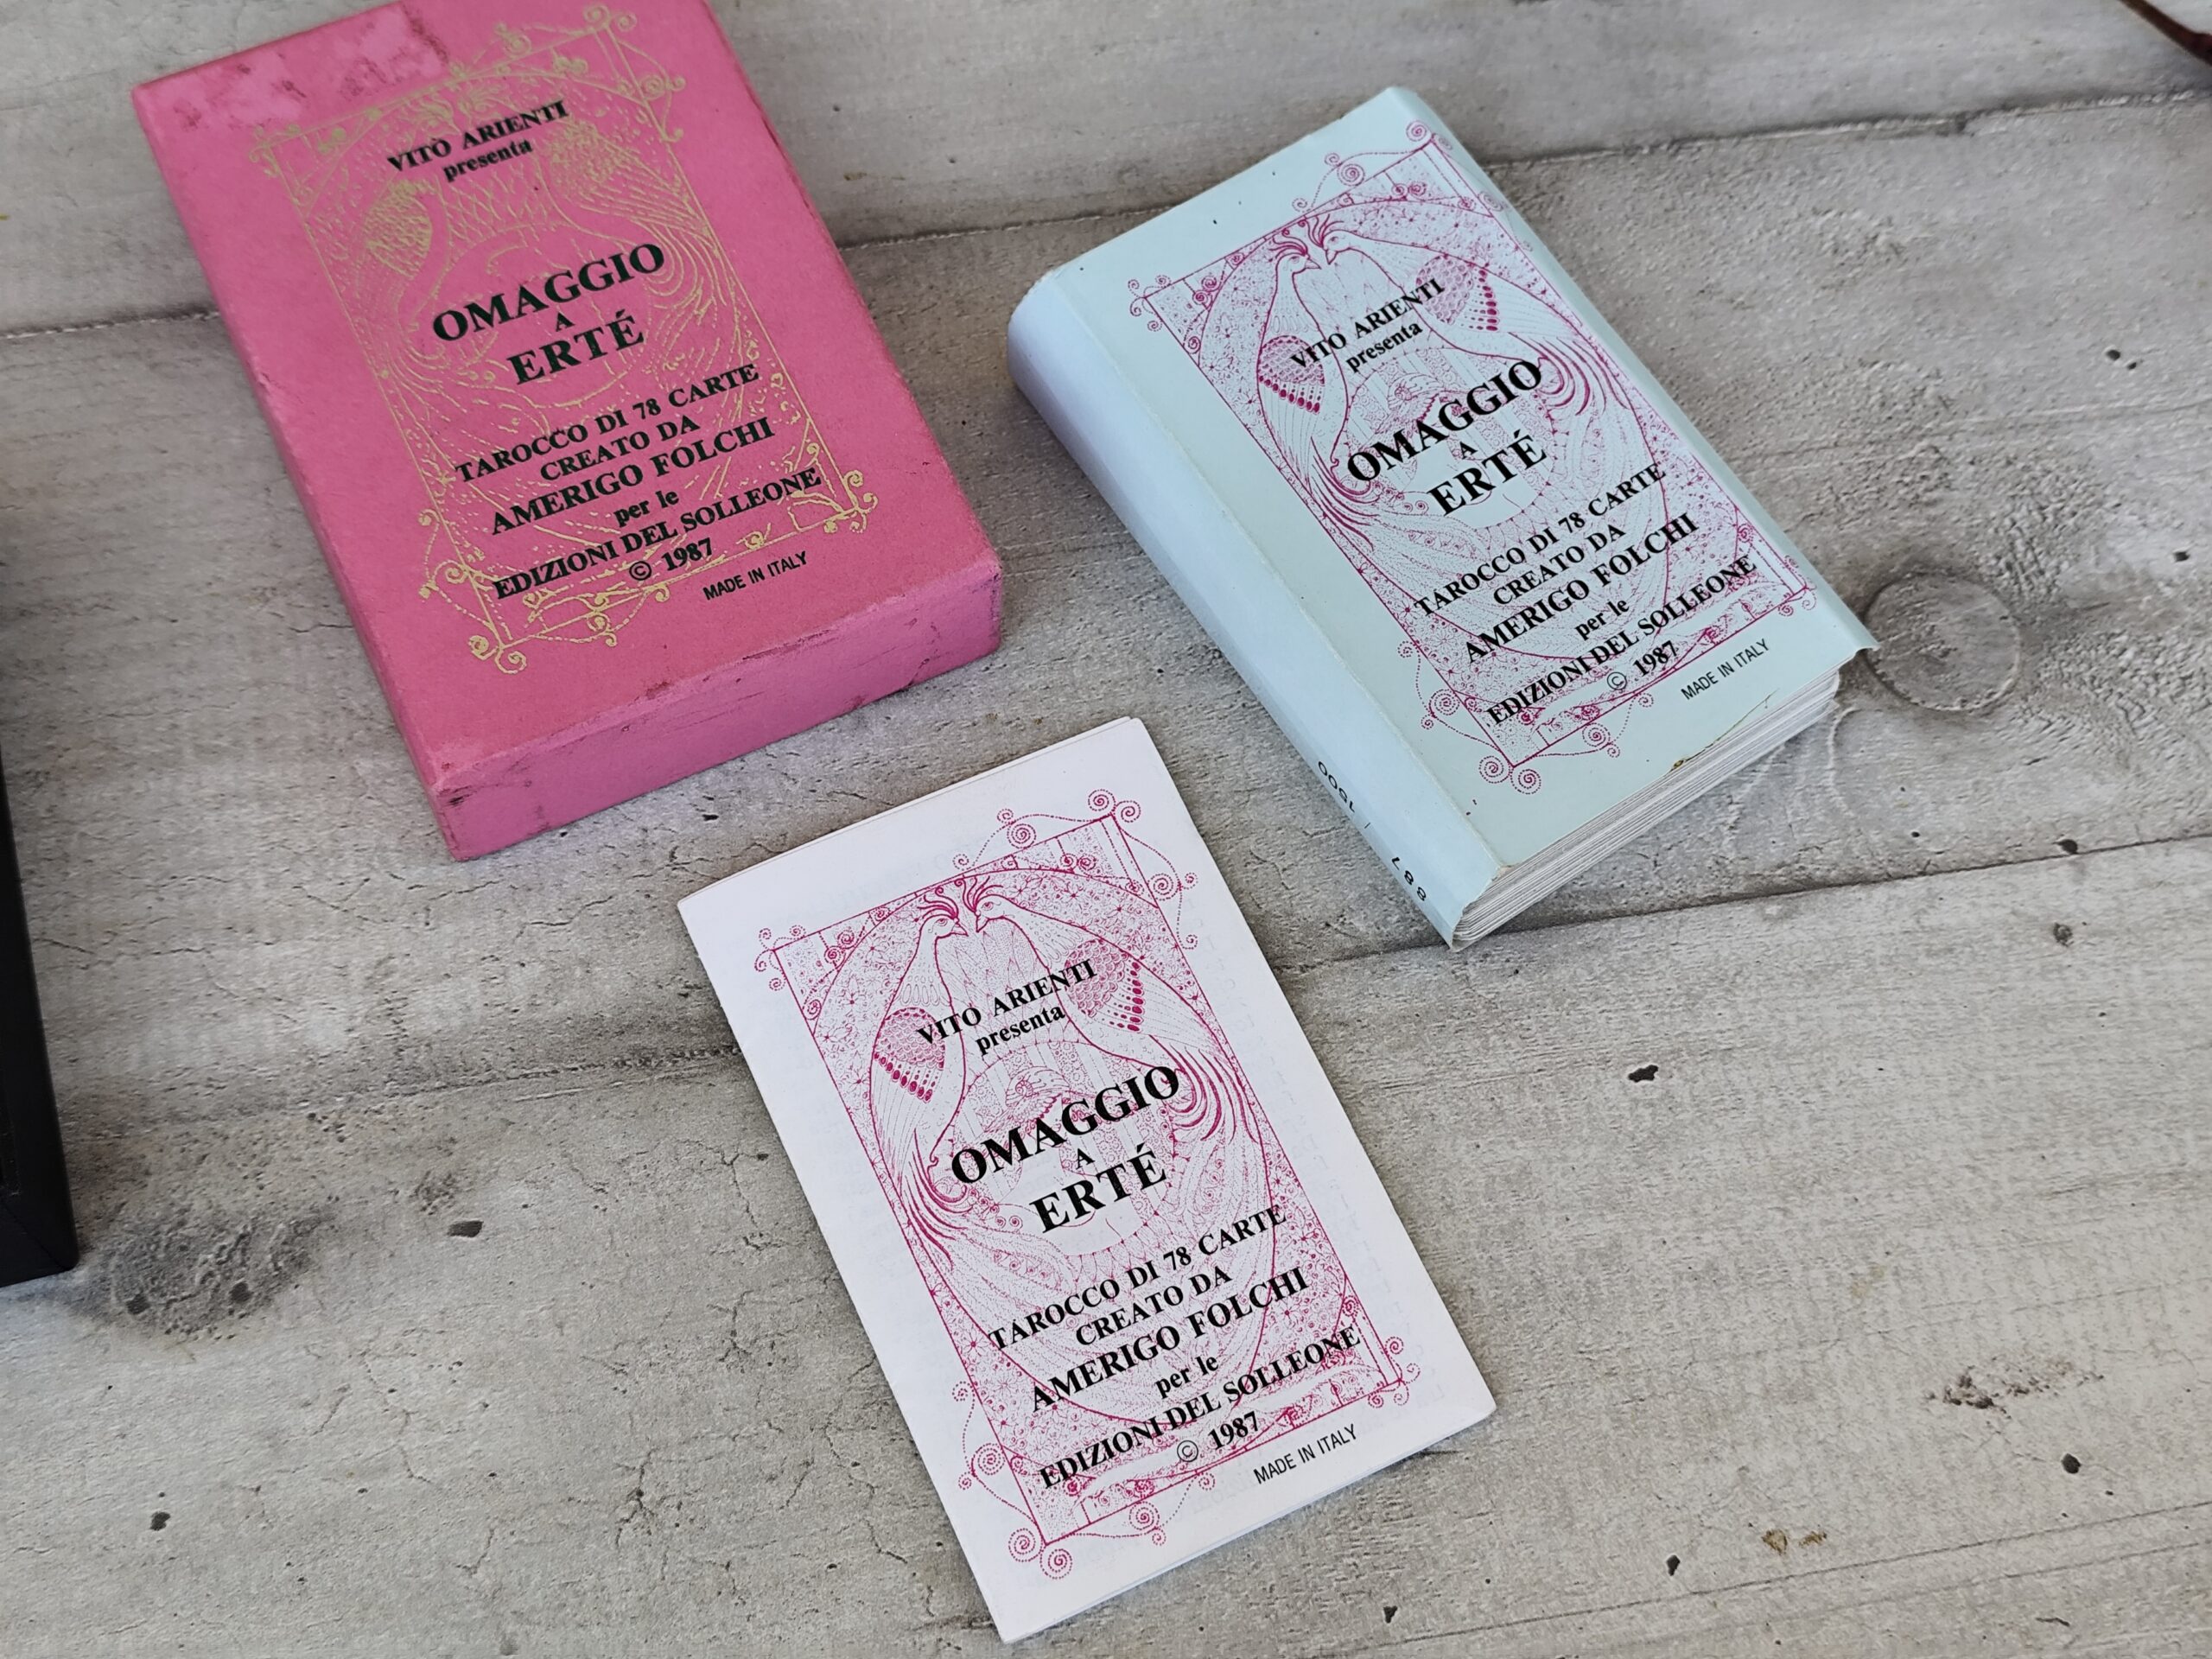 VITO ARIENTI
presenta
OMAGGIO
A
ERTÉ
TAROCCO DI 78 CARTE
CREATO DA
AMERIGO FOLCHI
per le
EDIZIONI DEL SOLLEONE
© 1987
MADE IN ITALY
VITO ARIENTI
presenta
OMAGGIO
A
ERTÉ
TAROCCO DI 78 CARTE
CREATO DA
AMERIGO FOLCHI
per le
EDIZIONI DEL SOLLEONE
© 1987
MADE IN ITALY
887 / 1500
VITO ARIENTI
presenta
OMAGGIO
A
ERTÉ
TAROCCO DI 78 CARTE
CREATO DA
AMERIGO FOLCHI
per le
EDIZIONI DEL SOLLEONE
© 1987
MADE IN ITALY